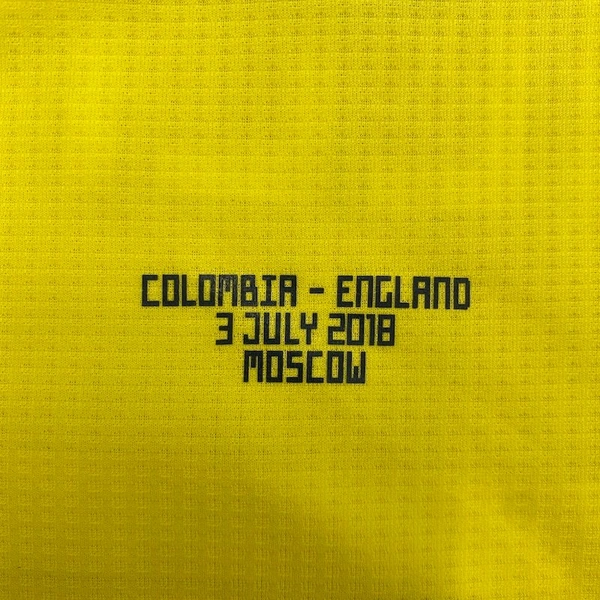 COLOMBIA - ENGLAND
3 JULY 2018
MOSCOW